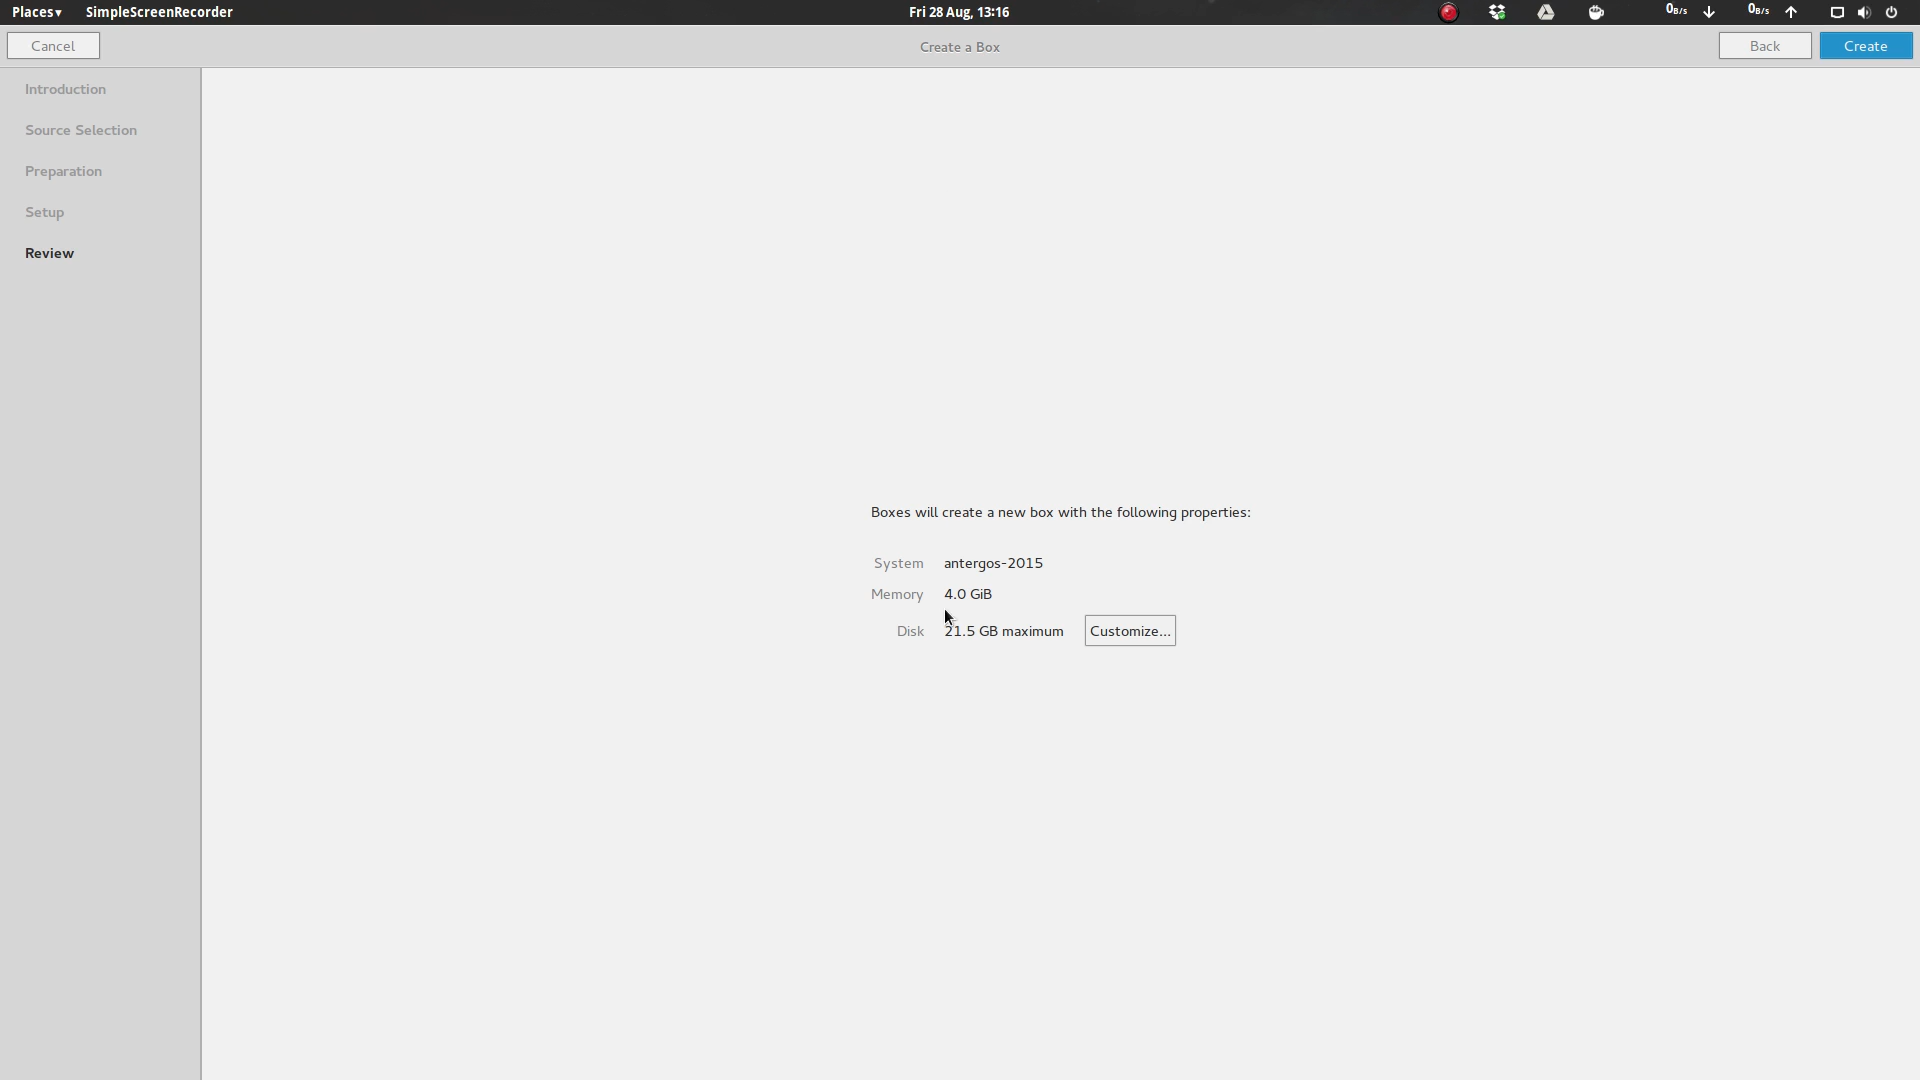 Places▾ SimpleScreenRecorder Fri 28 Aug, 13:16 0B/s 0B/s
Cancel Create a Box Back Create
Introduction
Source Selection
Preparation
Setup
Review
Boxes will create a new box with the following properties:
System antergos-2015
Memory 4.0 GiB
Disk 21.5 GB maximum Customize...